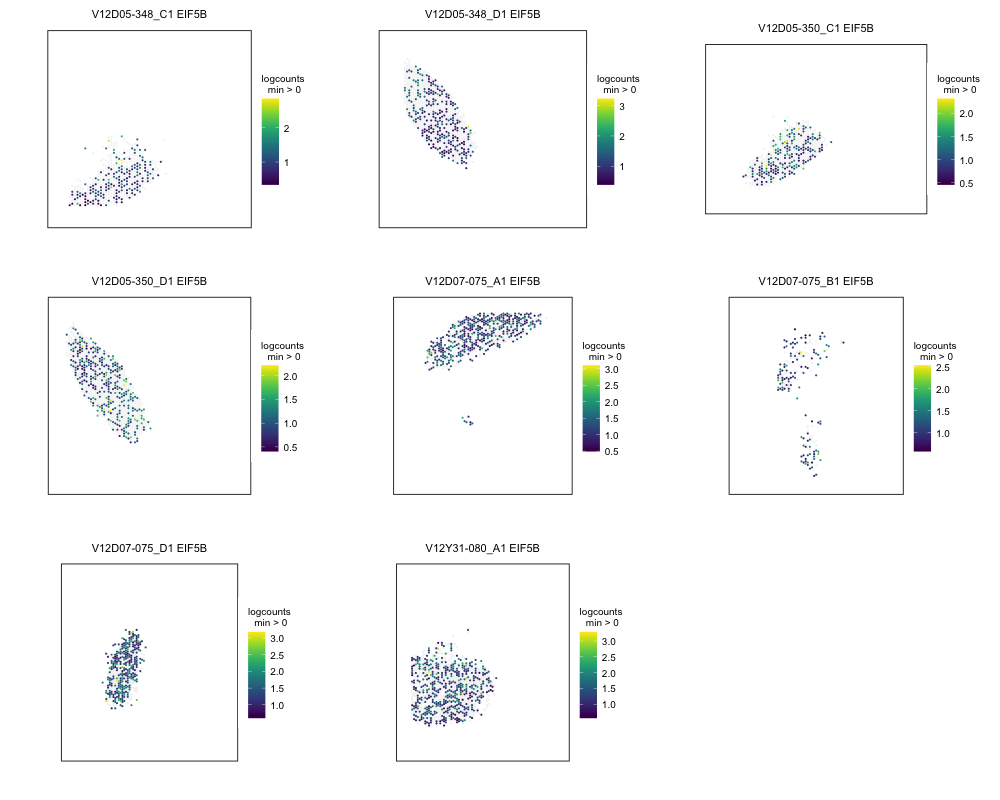 V12D05-348_C1 EIF5B
logcounts
min > 0
2
1
V12D05-348_D1 EIF5B
logcounts
min > 0
3
2
1
V12D05-350_C1 EIF5B
logcounts
min > 0
2.0
1.5
1.0
0.5
V12D05-350_D1 EIF5B
logcounts
min > 0
2.0
1.5
1.0
0.5
V12D07-075_A1 EIF5B
logcounts
min > 0
3.0
2.5
2.0
1.5
1.0
0.5
V12D07-075_B1 EIF5B
logcounts
min > 0
2.5
2.0
1.5
1.0
V12D07-075_D1 EIF5B
logcounts
min > 0
3.0
2.5
2.0
1.5
1.0
V12Y31-080_A1 EIF5B
logcounts
min > 0
3.0
2.5
2.0
1.5
1.0